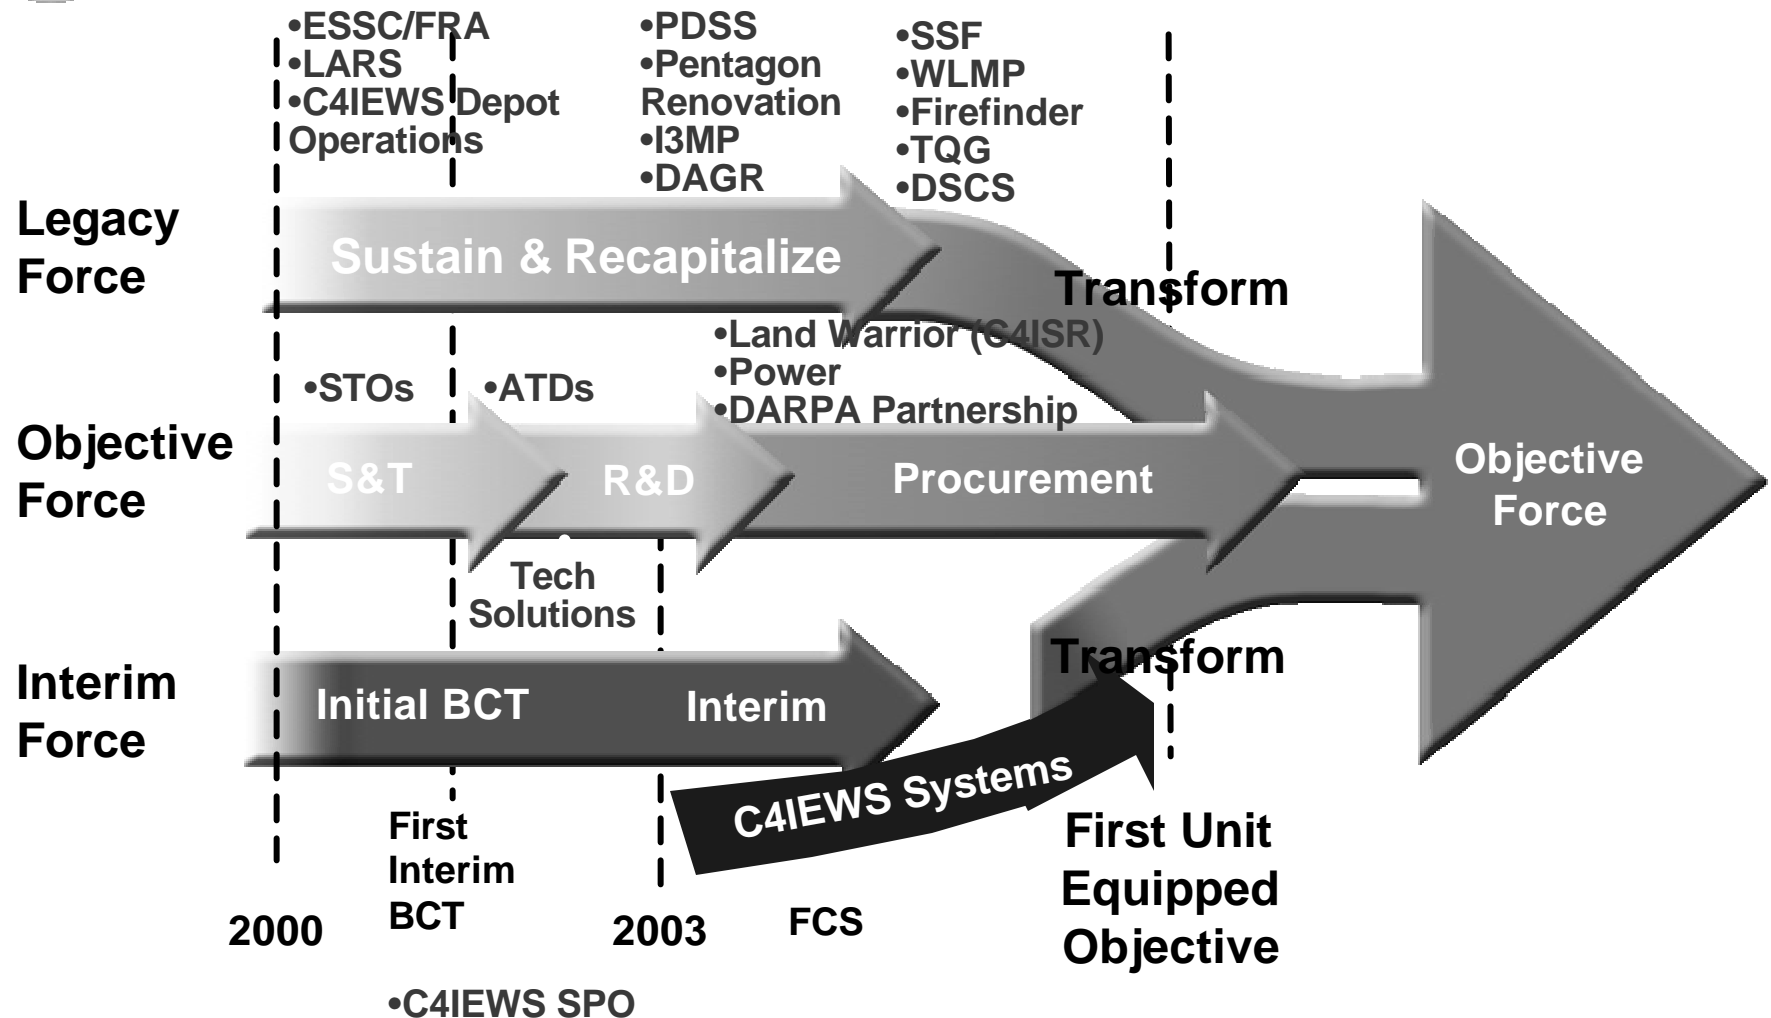 •ESSC/FRA
•LARS
•C4IEWS Depot
Operations
•PDSS
•Pentagon
Renovation
•I3MP
•DAGR
•SSF
•WLMP
•Firefinder
•TQG
•DSCS
Legacy
Force
Sustain & Recapitalize
Transform
•Land Warrior (C4ISR)
•Power
•DARPA Partnership
•STOs
•ATDs
Objective
Force
S&T
R&D
Procurement
Objective
Force
Tech
Solutions
Interim
Force
Initial BCT
Interim
Transform
C4IEWS Systems
First
Interim
BCT
First Unit
Equipped
Objective
2000
2003
FCS
•C4IEWS SPO